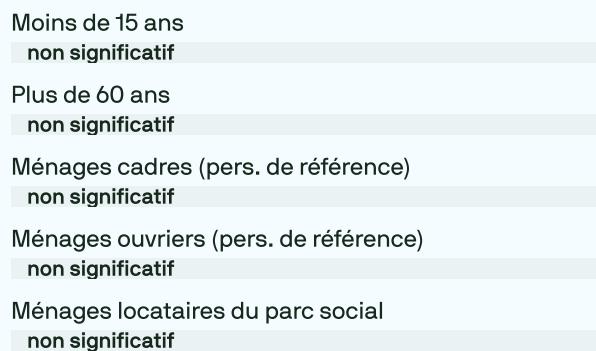 Moins de 15 ans
non significatif
Plus de 60 ans
non significatif
Ménages cadres (pers. de référence)
non significatif
Ménages ouvriers (pers. de référence)
non significatif
Ménages locataires du parc social
non significatif